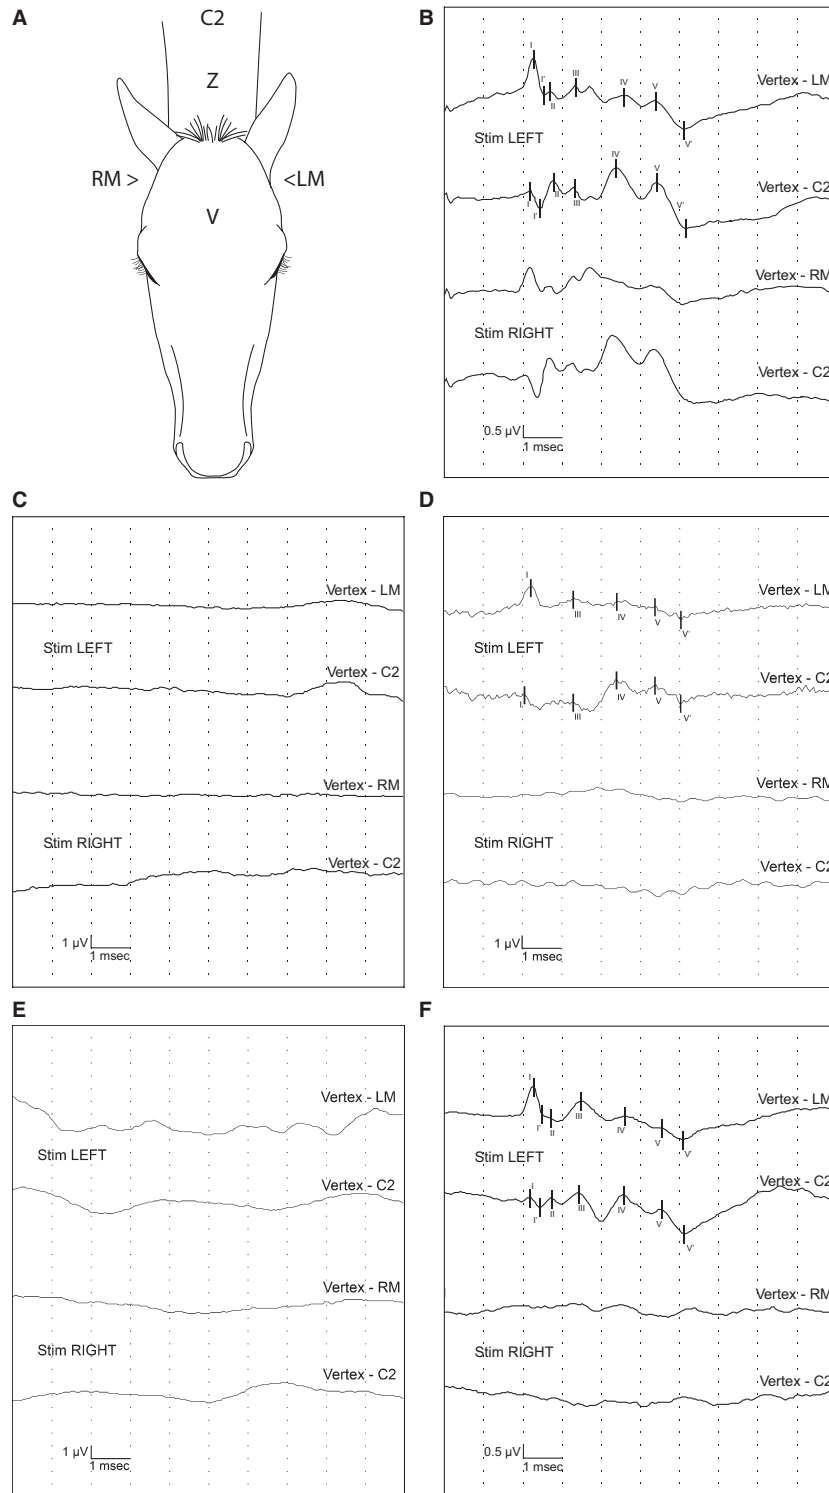 A
C2
Z
RM >
<LM
V
B
I
I'
II
III
IV
V
V'
Vertex - LM
Stim LEFT
I
I'
II
III
IV
V
V'
Vertex - C2
Vertex - RM
Stim RIGHT
Vertex - C2
0.5 µV
1 msec
C
Vertex - LM
Stim LEFT
Vertex - C2
Vertex - RM
Stim RIGHT
Vertex - C2
1 µV
1 msec
D
I
III
IV
V
V'
Vertex - LM
Stim LEFT
I
III
IV
V
V'
Vertex - C2
Vertex - RM
Stim RIGHT
Vertex - C2
1 µV
1 msec
E
Vertex - LM
Stim LEFT
Vertex - C2
Vertex - RM
Stim RIGHT
Vertex - C2
1 µV
1 msec
F
I
I'
II
III
IV
V
V'
Vertex - LM
Stim LEFT
I
I'
II
III
IV
V
V'
Vertex - C2
Vertex - RM
Stim RIGHT
Vertex - C2
0.5 µV
1 msec